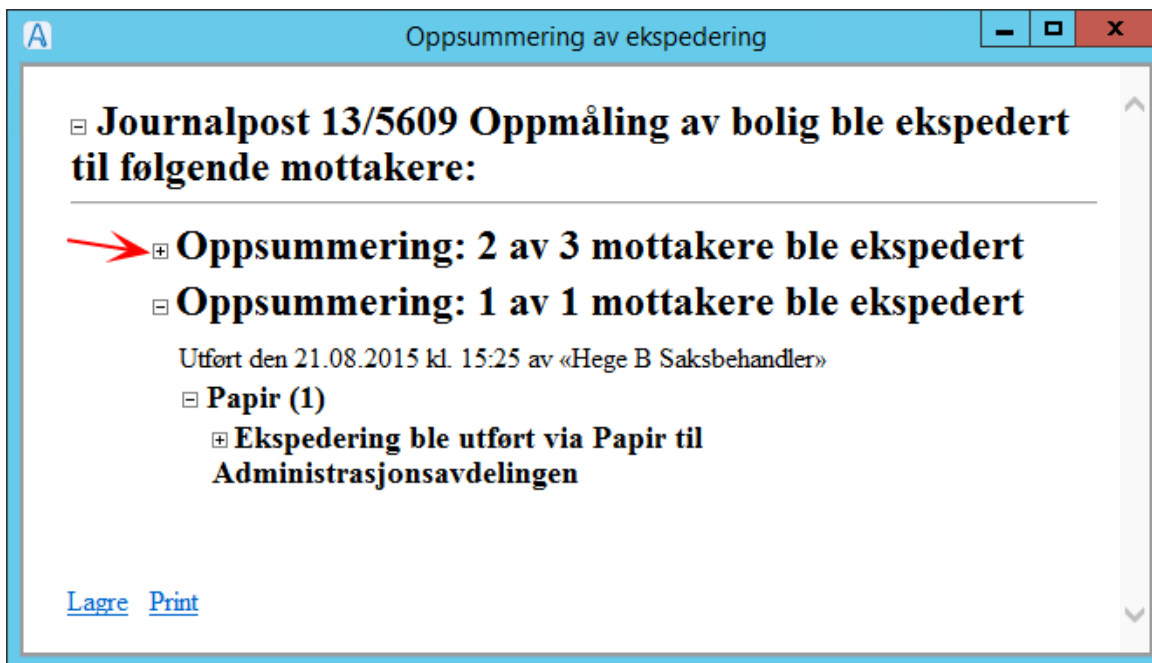 Oppsummering av ekspedering
Journalpost 13/5609 Oppmåling av bolig ble ekspedert
til følgende mottakere:
Oppsummering: 2 av 3 mottakere ble ekspedert
Oppsummering: 1 av 1 mottakere ble ekspedert
Utført den 21.08.2015 kl. 15:25 av «Hege B Saksbehandler»
Papir (1)
Ekspedering ble utført via Papir til
Administrasjonsavdelingen
Lagre Print